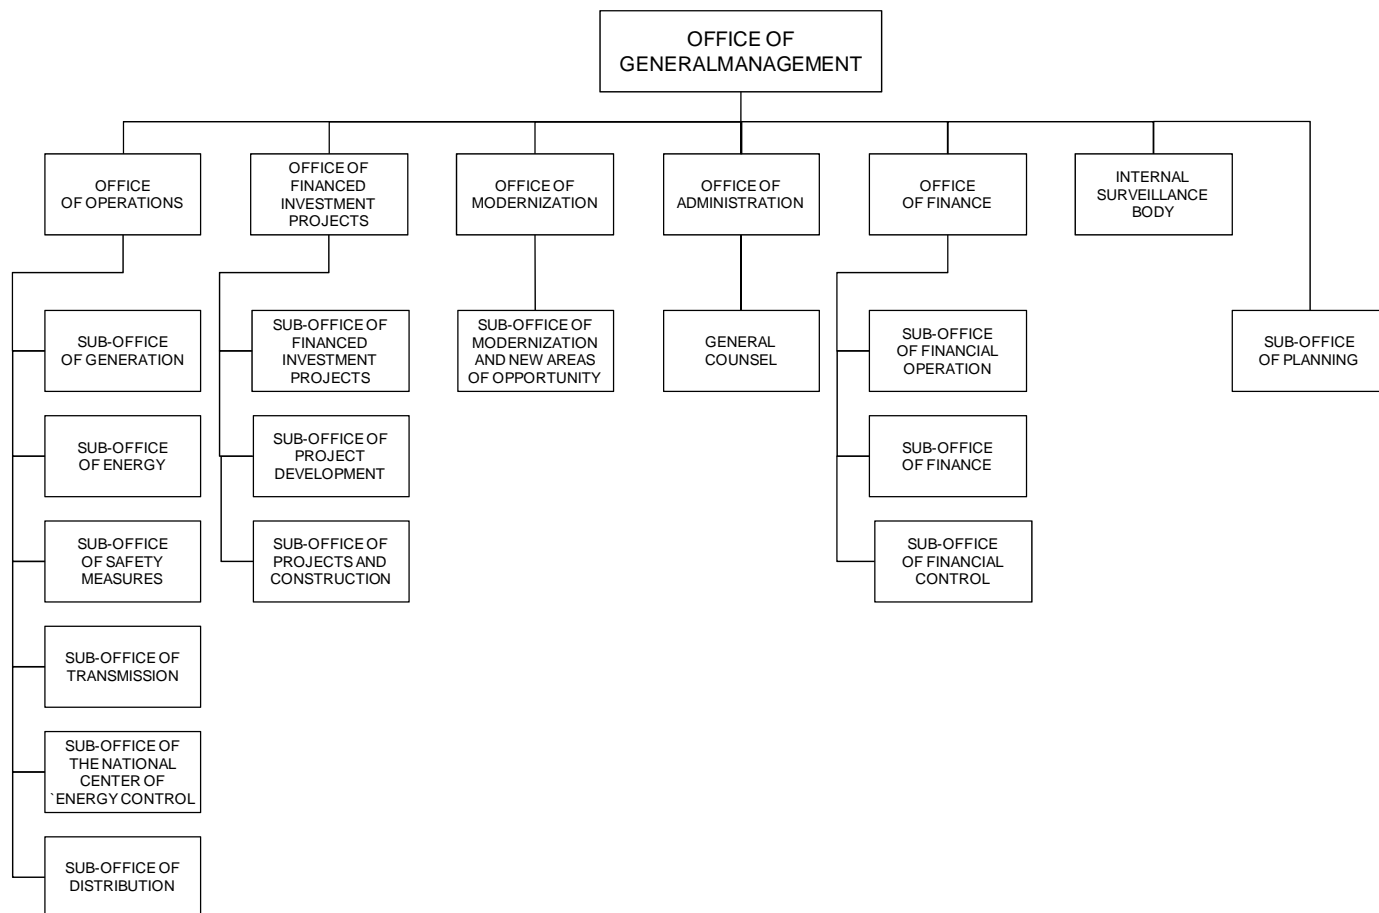 OFFICE OF
GENERALMANAGEMENT
OFFICE
OF OPERATIONS
OFFICE OF
FINANCED
INVESTMENT
PROJECTS
OFFICE OF
MODERNIZATION
OFFICE OF
ADMINISTRATION
OFFICE
OF FINANCE
INTERNAL
SURVEILLANCE
BODY
SUB-OFFICE
OF GENERATION
SUB-OFFICE OF
FINANCED
INVESTMENT
PROJECTS
SUB-OFFICE OF
MODERNIZATION
AND NEW AREAS
OF OPPORTUNITY
GENERAL
COUNSEL
SUB-OFFICE
OF FINANCIAL
OPERATION
SUB-OFFICE
OF PLANNING
SUB-OFFICE
OF ENERGY
SUB-OFFICE OF
PROJECT
DEVELOPMENT
SUB-OFFICE
OF FINANCE
SUB-OFFICE
OF SAFETY
MEASURES
SUB-OFFICE OF
PROJECTS AND
CONSTRUCTION
SUB-OFFICE
OF FINANCIAL
CONTROL
SUB-OFFICE OF
TRANSMISSION
SUB-OFFICE OF
THE NATIONAL
CENTER OF
`ENERGY CONTROL
SUB-OFFICE OF
DISTRIBUTION